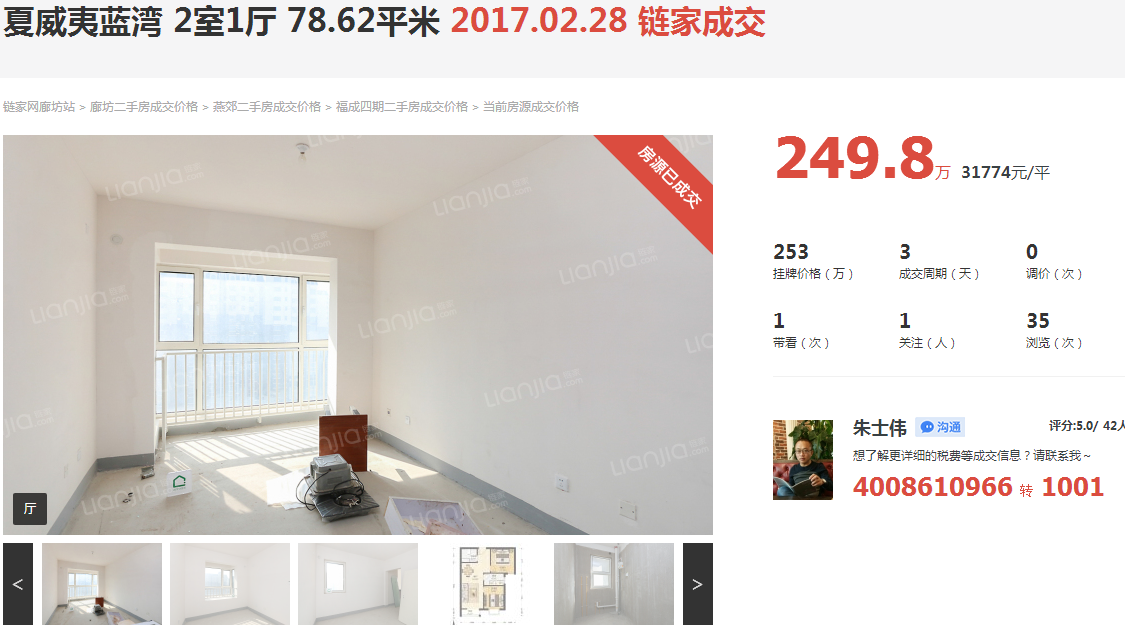 夏威夷蓝湾 2室1厅 78.62平米 2017.02.28 链家成交
链家网廊坊站 > 廊坊二手房成交价格 > 燕郊二手房成交价格 > 福成四期二手房成交价格 > 当前房源成交价格
房源已成交
249.8万 31774元/平
253 3 0
挂牌价格（万） 成交周期（天） 调价（次）
1 1 35
带看（次） 关注（人） 浏览（次）
朱士伟 沟通 评分:5.0/ 42人
想了解更详细的税费等成交信息？请联系我～
4008610966 转 1001
Lianjia.com 链家
厅
< >